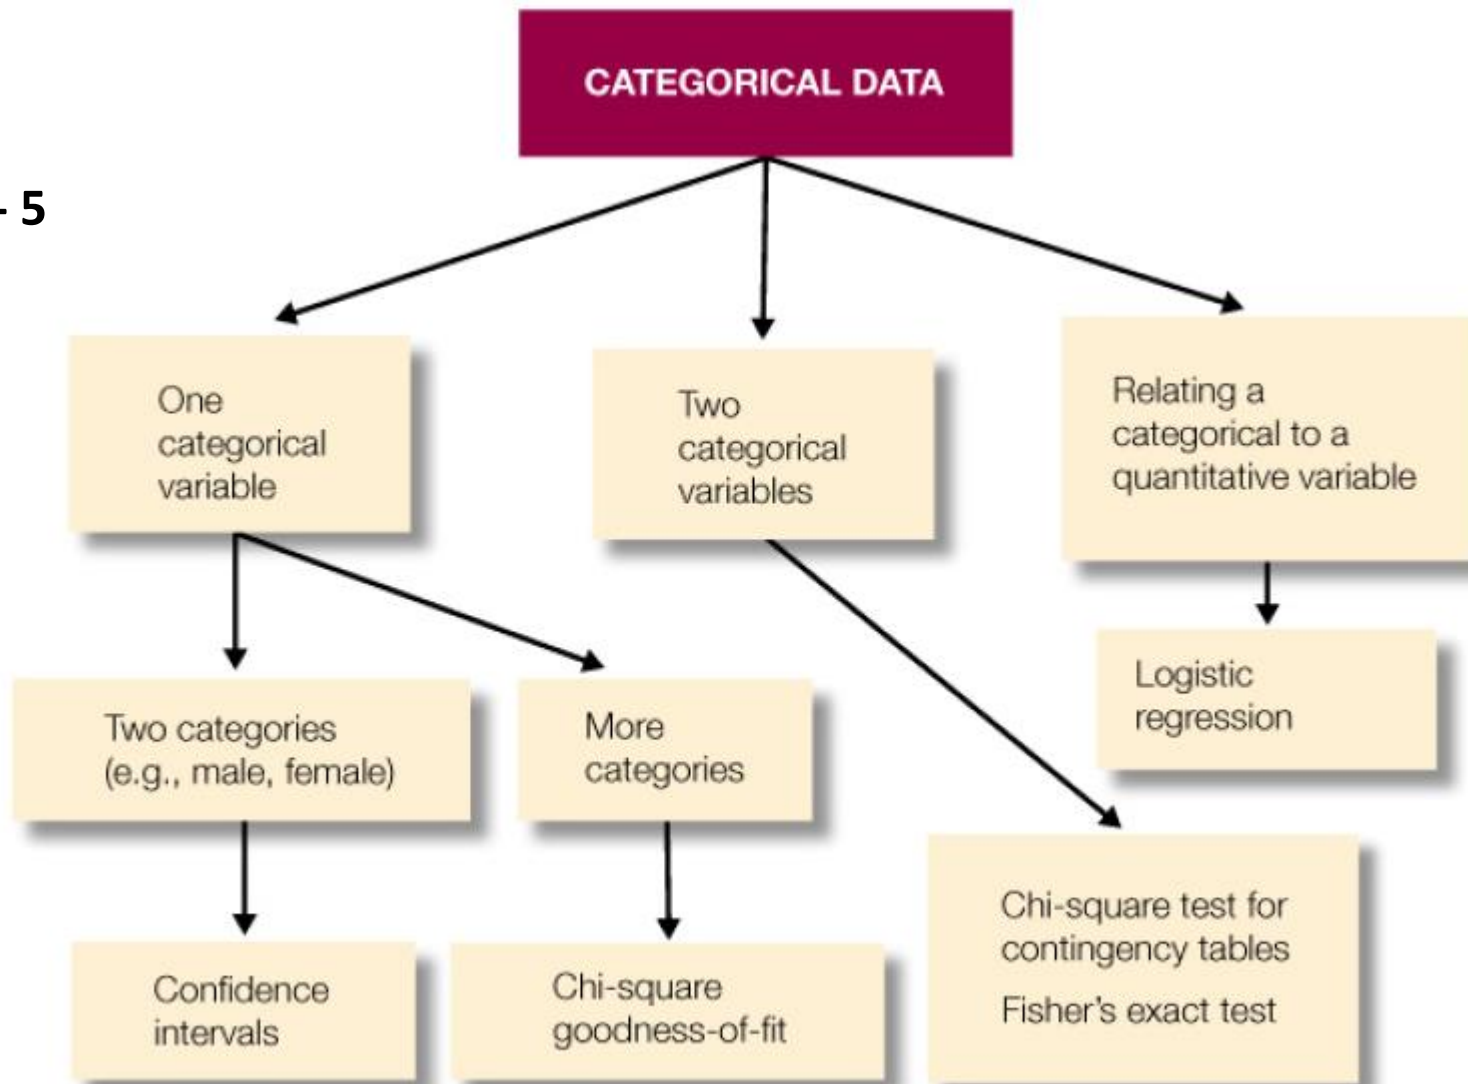 CATEGORICAL DATA
- 5
One
categorical
variable
Two
categorical
variables
Relating a
categorical to a
quantitative variable
Two categories
(e.g., male, female)
More
categories
Logistic
regression
Confidence
intervals
Chi-square
goodness-of-fit
Chi-square test for
contingency tables
Fisher’s exact test